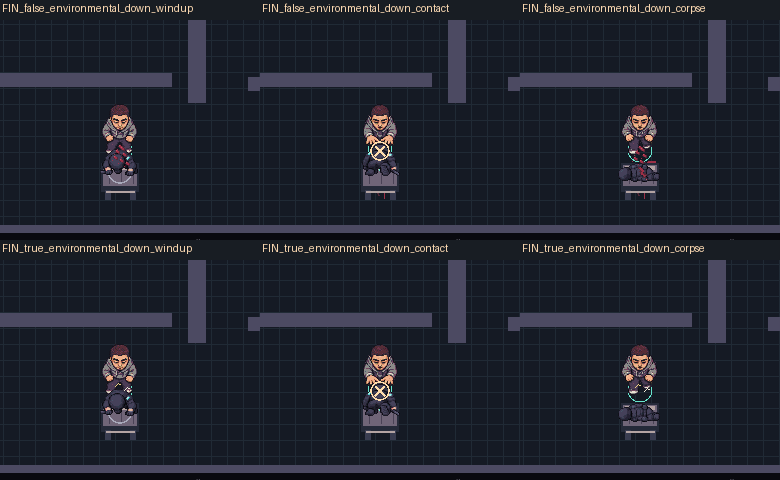 FIN_false_environmental_down_windup
FIN_false_environmental_down_contact
FIN_false_environmental_down_corpse
FIN_true_environmental_down_windup
FIN_true_environmental_down_contact
FIN_true_environmental_down_corpse